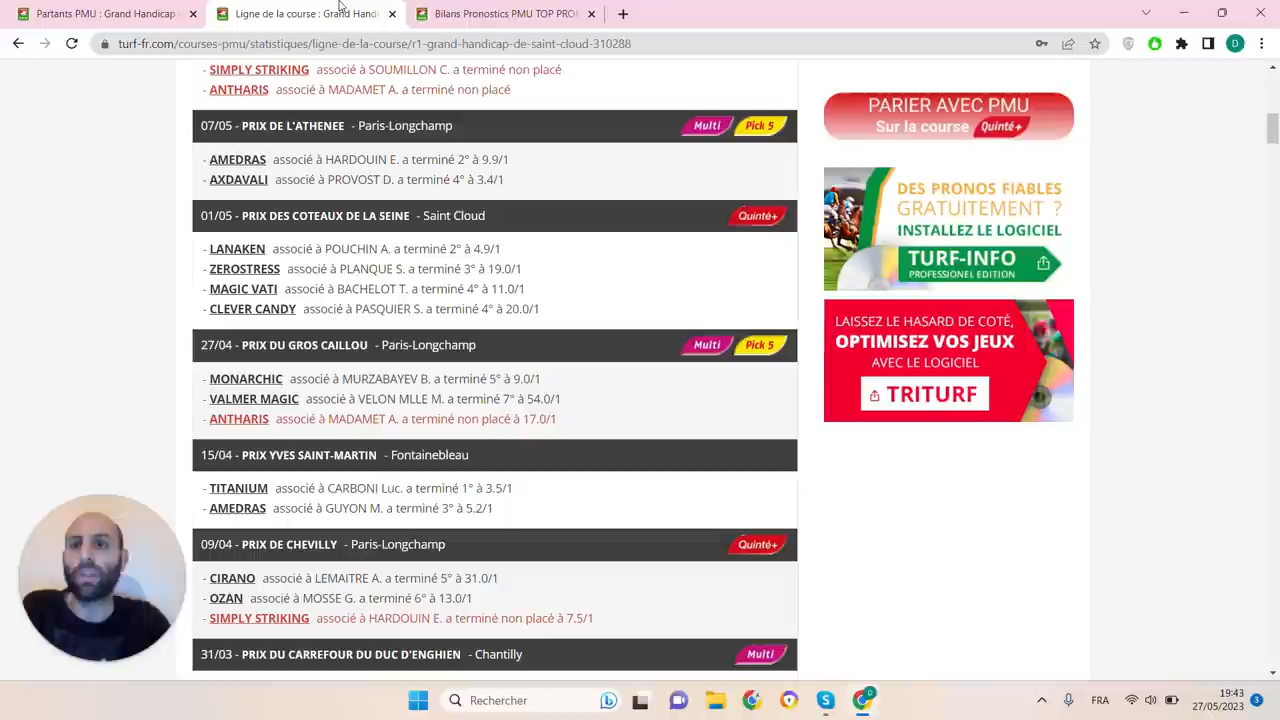 Partants PMU : Grand Handicap
Ligne de la course : Grand Handi
Bilans Pronostics PMU TOP PRO
turf-fr.com/courses-pmu/statistiques/ligne-de-la-course/r1-grand-handicap-de-saint-cloud-310288
- SIMPLY STRIKING associé à SOUMILLON C. a terminé non placé
- ANTHARIS associé à MADAMET A. a terminé non placé
07/05 - PRIX DE L'ATHENEE - Paris-Longchamp Multi Pick 5
- AMEDRAS associé à HARDOUIN E. a terminé 2° à 9.9/1
- AXDAVALI associé à PROVOST D. a terminé 4° à 3.4/1
01/05 - PRIX DES COTEAUX DE LA SEINE - Saint Cloud Quinté+
- LANAKEN associé à POUCHIN A. a terminé 2° à 4.9/1
- ZEROSTRESS associé à PLANQUE S. a terminé 3° à 19.0/1
- MAGIC VATI associé à BACHELOT T. a terminé 4° à 11.0/1
- CLEVER CANDY associé à PASQUIER S. a terminé 4° à 20.0/1
27/04 - PRIX DU GROS CAILLOU - Paris-Longchamp Multi Pick 5
- MONARCHIC associé à MURZABAYEV B. a terminé 5° à 9.0/1
- VALMER MAGIC associé à VELON MLLE M. a terminé 7° à 54.0/1
- ANTHARIS associé à MADAMET A. a terminé non placé à 17.0/1
15/04 - PRIX YVES SAINT-MARTIN - Fontainebleau
- TITANIUM associé à CARBONI Luc. a terminé 1° à 3.5/1
- AMEDRAS associé à GUYON M. a terminé 3° à 5.2/1
09/04 - PRIX DE CHEVILLY - Paris-Longchamp Quinté+
- CIRANO associé à LEMAITRE A. a terminé 5° à 31.0/1
- OZAN associé à MOSSE G. a terminé 6° à 13.0/1
- SIMPLY STRIKING associé à HARDOUIN E. a terminé non placé à 7.5/1
31/03 - PRIX DU CARREFOUR DU DUC D'ENGHIEN - Chantilly Multi
PARIER AVEC PMU
Sur la course Quinté+
DES PRONOS FIABLES
GRATUITEMENT ?
INSTALLEZ LE LOGICIEL
TURF-INFO
PROFESSIONEL EDITION
LAISSEZ LE HASARD DE COTÉ,
OPTIMISEZ VOS JEUX
AVEC LE LOGICIEL
TRITURF
Rechercher
FRA
19:43
27/05/2023
3